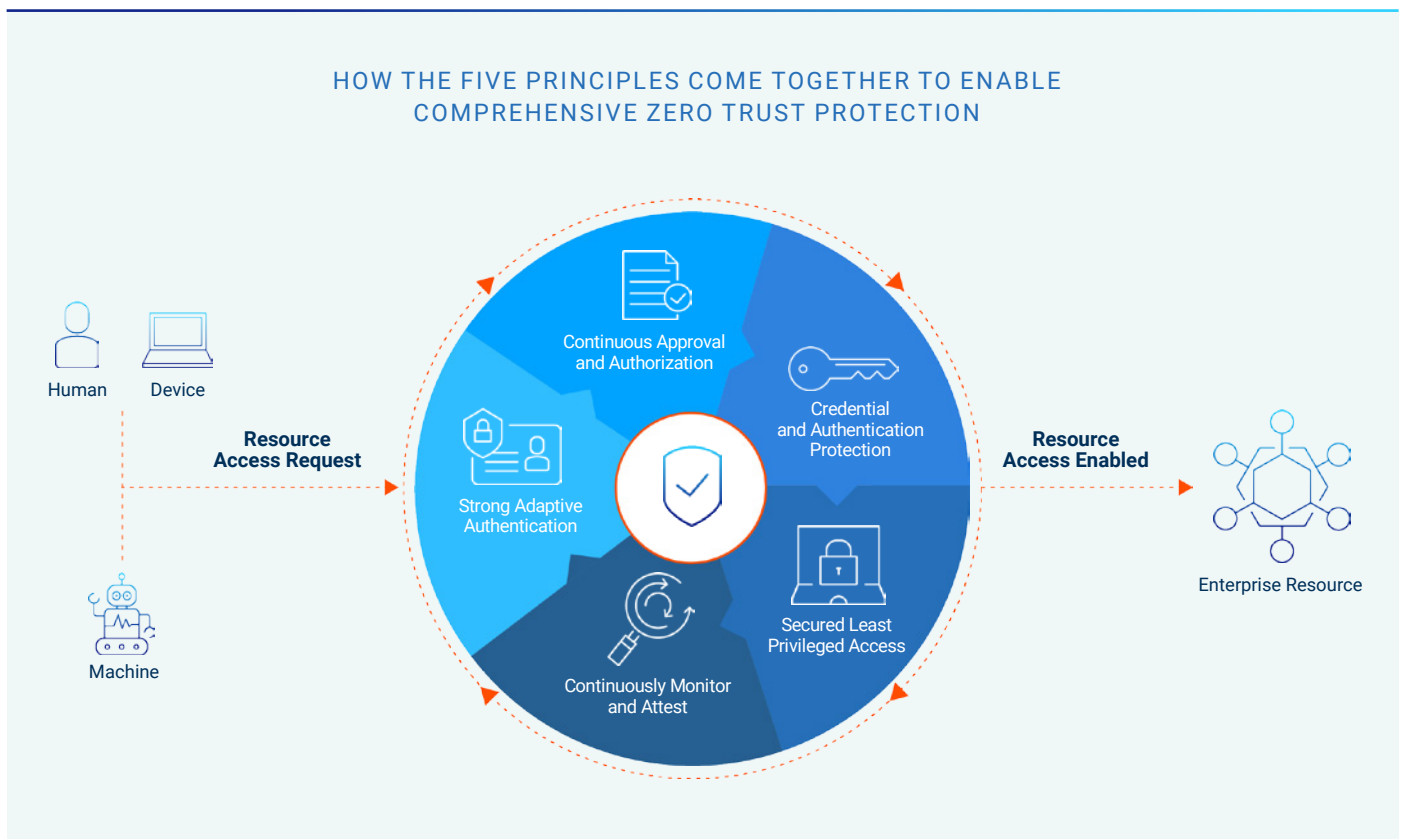 HOW THE FIVE PRINCIPLES COME TOGETHER TO ENABLE
COMPREHENSIVE ZERO TRUST PROTECTION
Human
Device
Resource
Access Request
Machine
Continuous Approval
and Authorization
Credential
and Authentication
Protection
Strong Adaptive
Authentication
Secured Least
Privileged Access
Continuously Monitor
and Attest
Resource
Access Enabled
Enterprise Resource